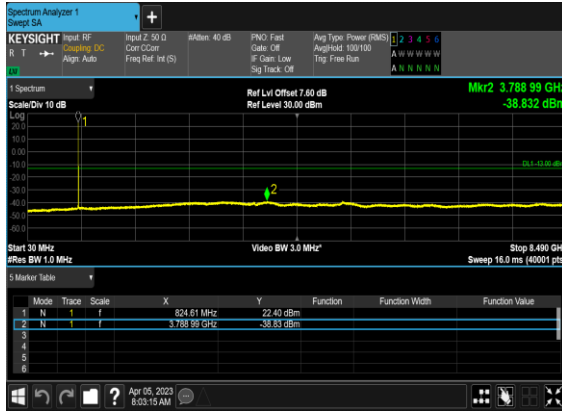 Spectrum Analyzer 1
Swept SA
KEYSIGHT Input: RF Input Z: 50 Ω #Atten: 40 dB PNO: Fast Avg Type: Power (RMS) 1 2 3 4 5 6
R T Coupling: DC Corr CCorr Gate: Off Avg|Hold: 100/100 A W W W W W
Align: Auto Freq Ref: Int (S) IF Gain: Low Trig: Free Run
LU Sig Track: Off A N N N N N
1 Spectrum Ref Lvl Offset 7.60 dB Mkr2 3.788 99 GHz
Scale/Div 10 dB Ref Level 30.00 dBm -38.832 dBm
Log
1
20.0
10.0
0.00
-10.0 DL1 -13.00 dBm
-20.0
-30.0 2
-40.0
-50.0
-60.0
Start 30 MHz Video BW 3.0 MHz* Stop 8.490 GHz
#Res BW 1.0 MHz Sweep 16.0 ms (40001 pts)
5 Marker Table
Mode Trace Scale X Y Function Function Width Function Value
1 N 1 f 824.61 MHz 22.40 dBm
2 N 1 f 3.788 99 GHz -38.83 dBm
3
4
5
6
? Apr 05, 2023
8:03:15 AM